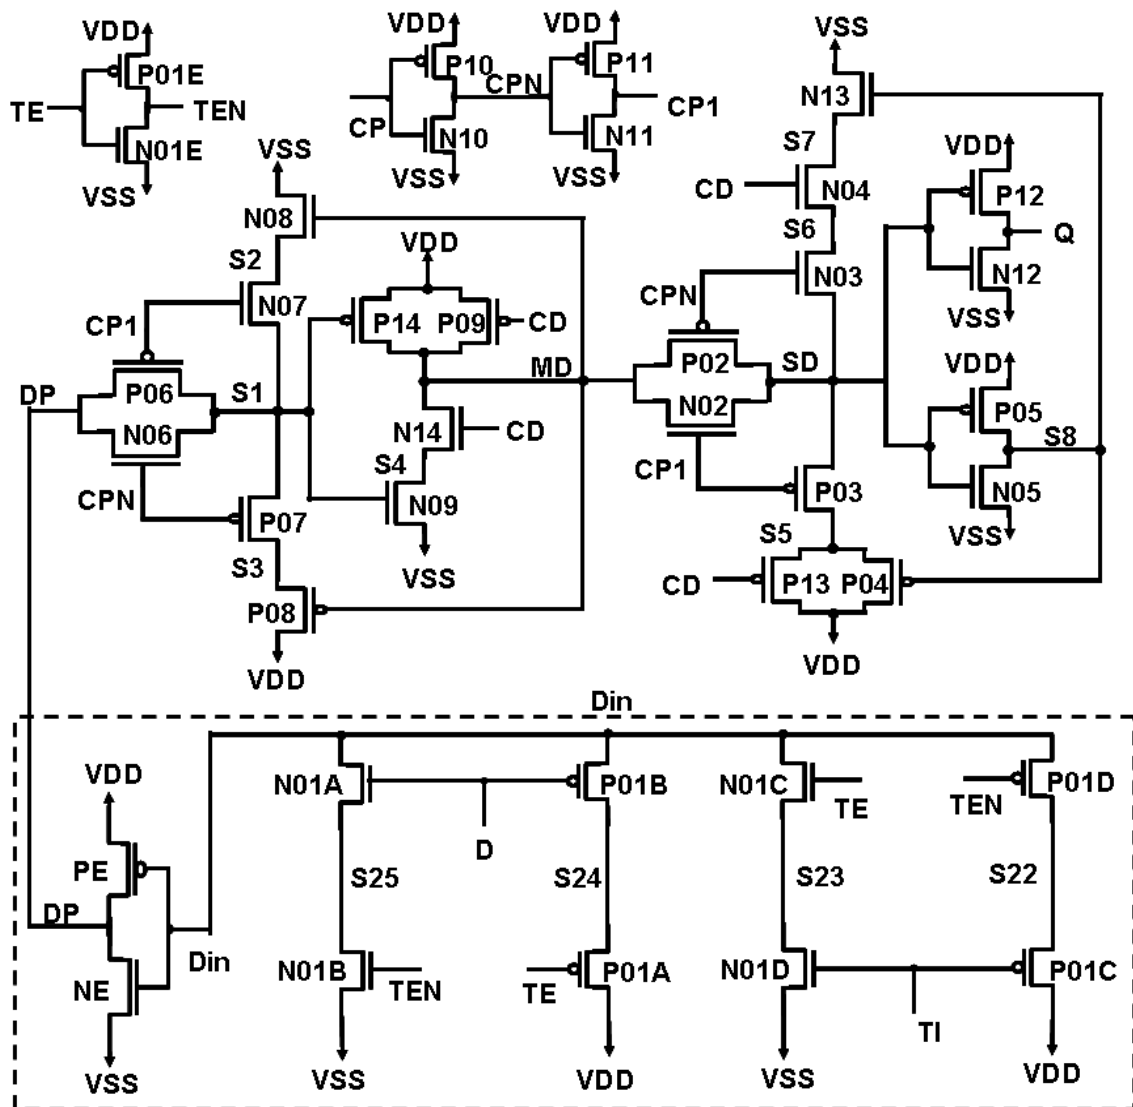 VDD
P01E
TE
TEN
N01E
VSS
VDD
P10
CP
N10
VSS
CPN
VDD
P11
CP1
N11
VSS
VSS
N13
S7
CD
N04
S6
N03
CPN
VSS
N08
S2
N07
CP1
VDD
P14
P09
CD
MD
P02
SD
N02
CP1
P03
S5
CD
P13
P04
VDD
VDD
P12
Q
N12
VSS
VDD
P05
S8
N05
VSS
DP
P06
S1
N06
CPN
P07
S3
P08
VDD
N14
CD
S4
N09
VSS
Din
VDD
PE
DP
Din
NE
VSS
N01A
D
P01B
N01C
TE
TEN
P01D
S25
S24
S23
S22
N01B
TEN
TE
P01A
N01D
TI
P01C
VSS
VDD
VSS
VDD